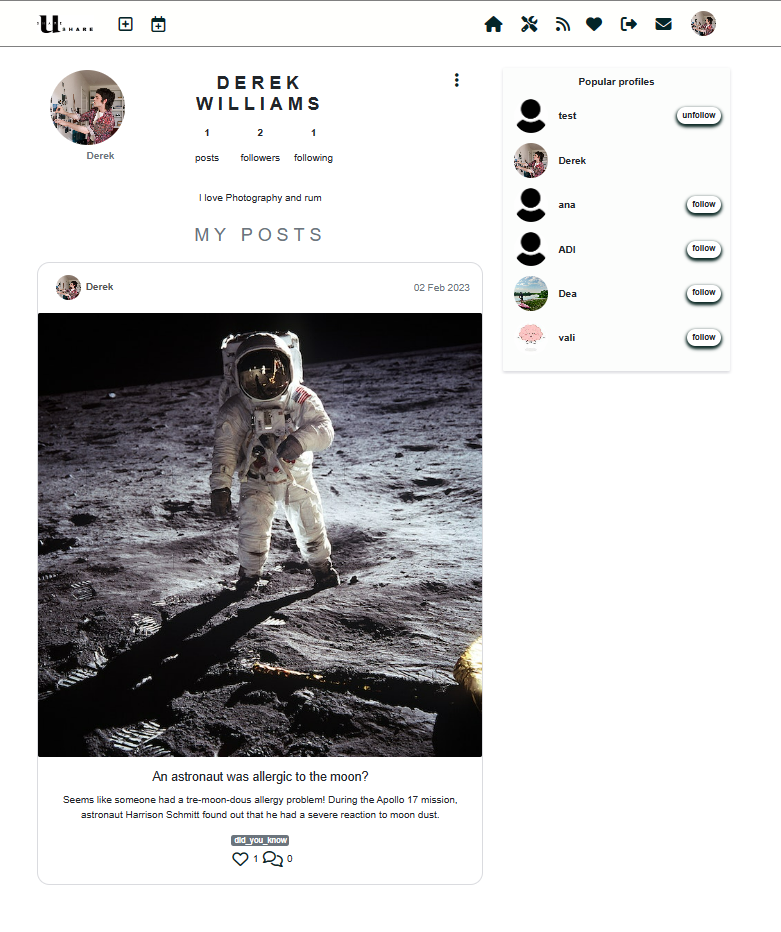 U SHARE
DEREK
WILLIAMS
1 2 1
posts followers following
Derek
I love Photography and rum
MY POSTS
Derek 02 Feb 2023
An astronaut was allergic to the moon?
Seems like someone had a tre-moon-dous allergy problem! During the Apollo 17 mission,
astronaut Harrison Schmitt found out that he had a severe reaction to moon dust.
did_you_know
1 0
Popular profiles
test unfollow
Derek
ana follow
ADI follow
Dea follow
vali follow